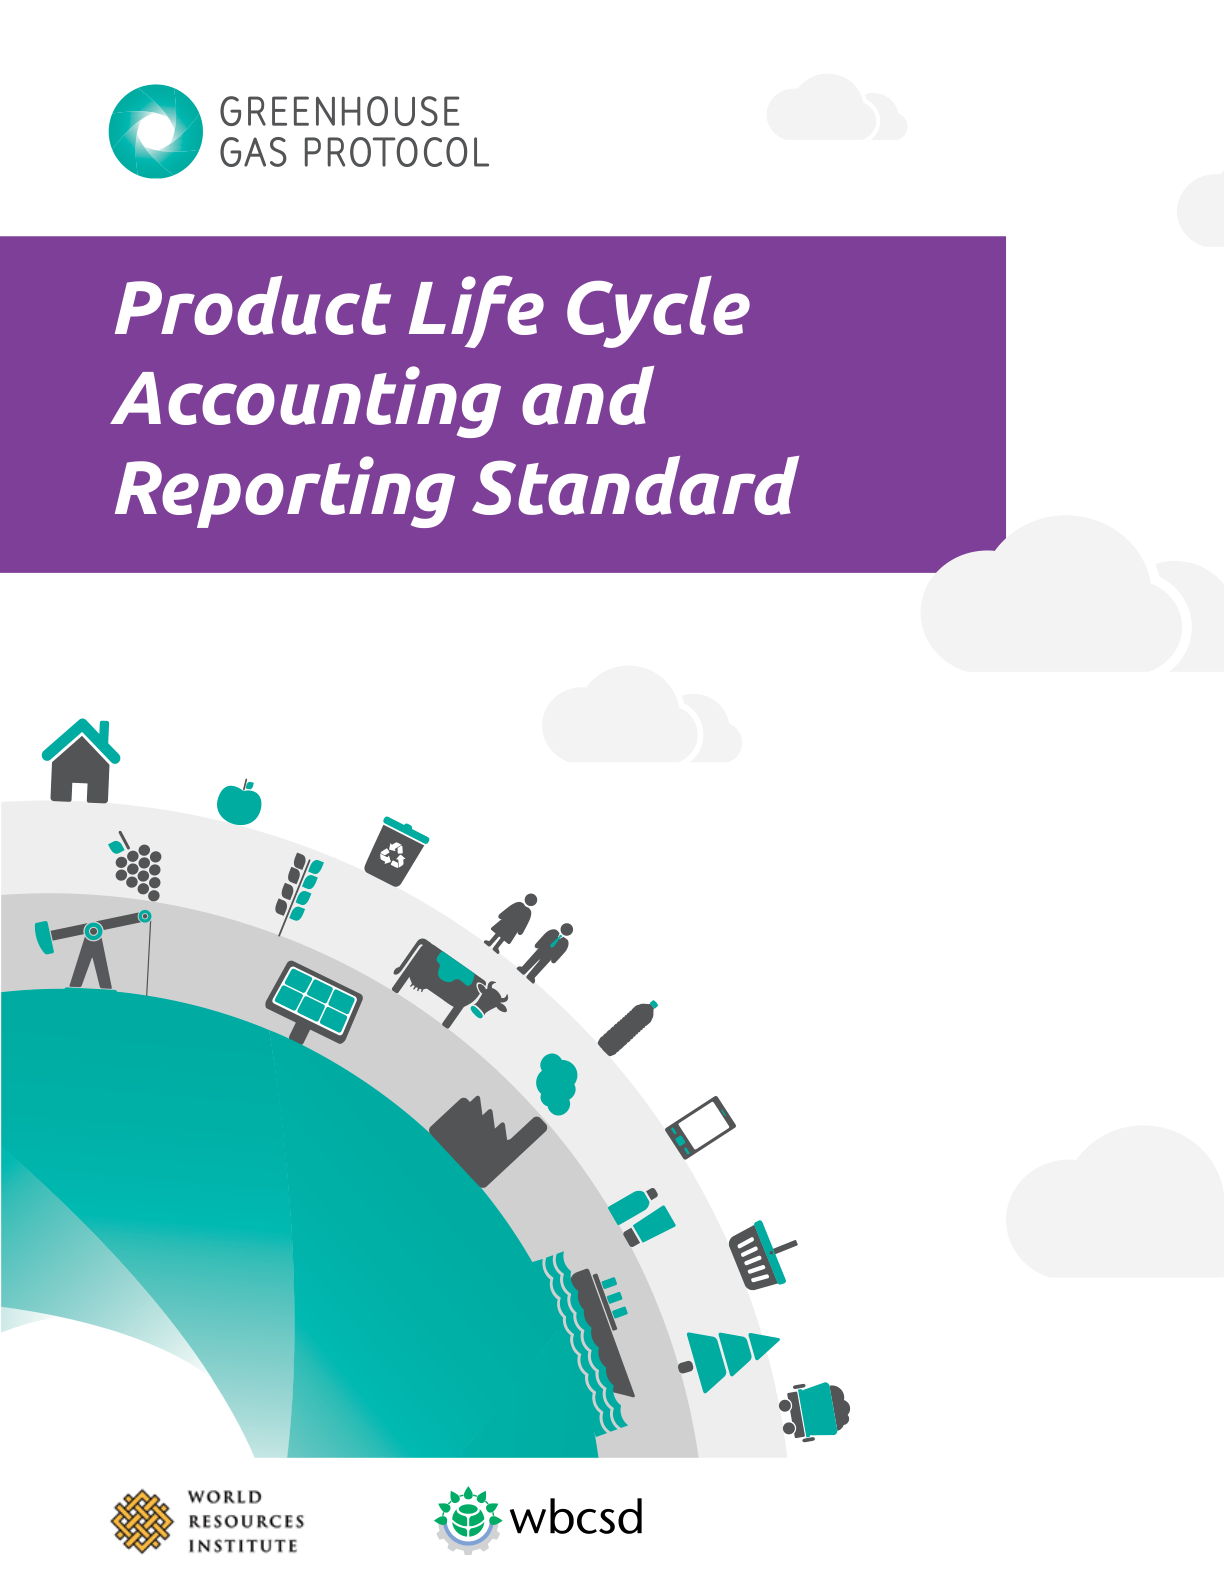 GREENHOUSE
GAS PROTOCOL
Product Life Cycle
Accounting and
Reporting Standard
WORLD
RESOURCES
INSTITUTE
wbcsd